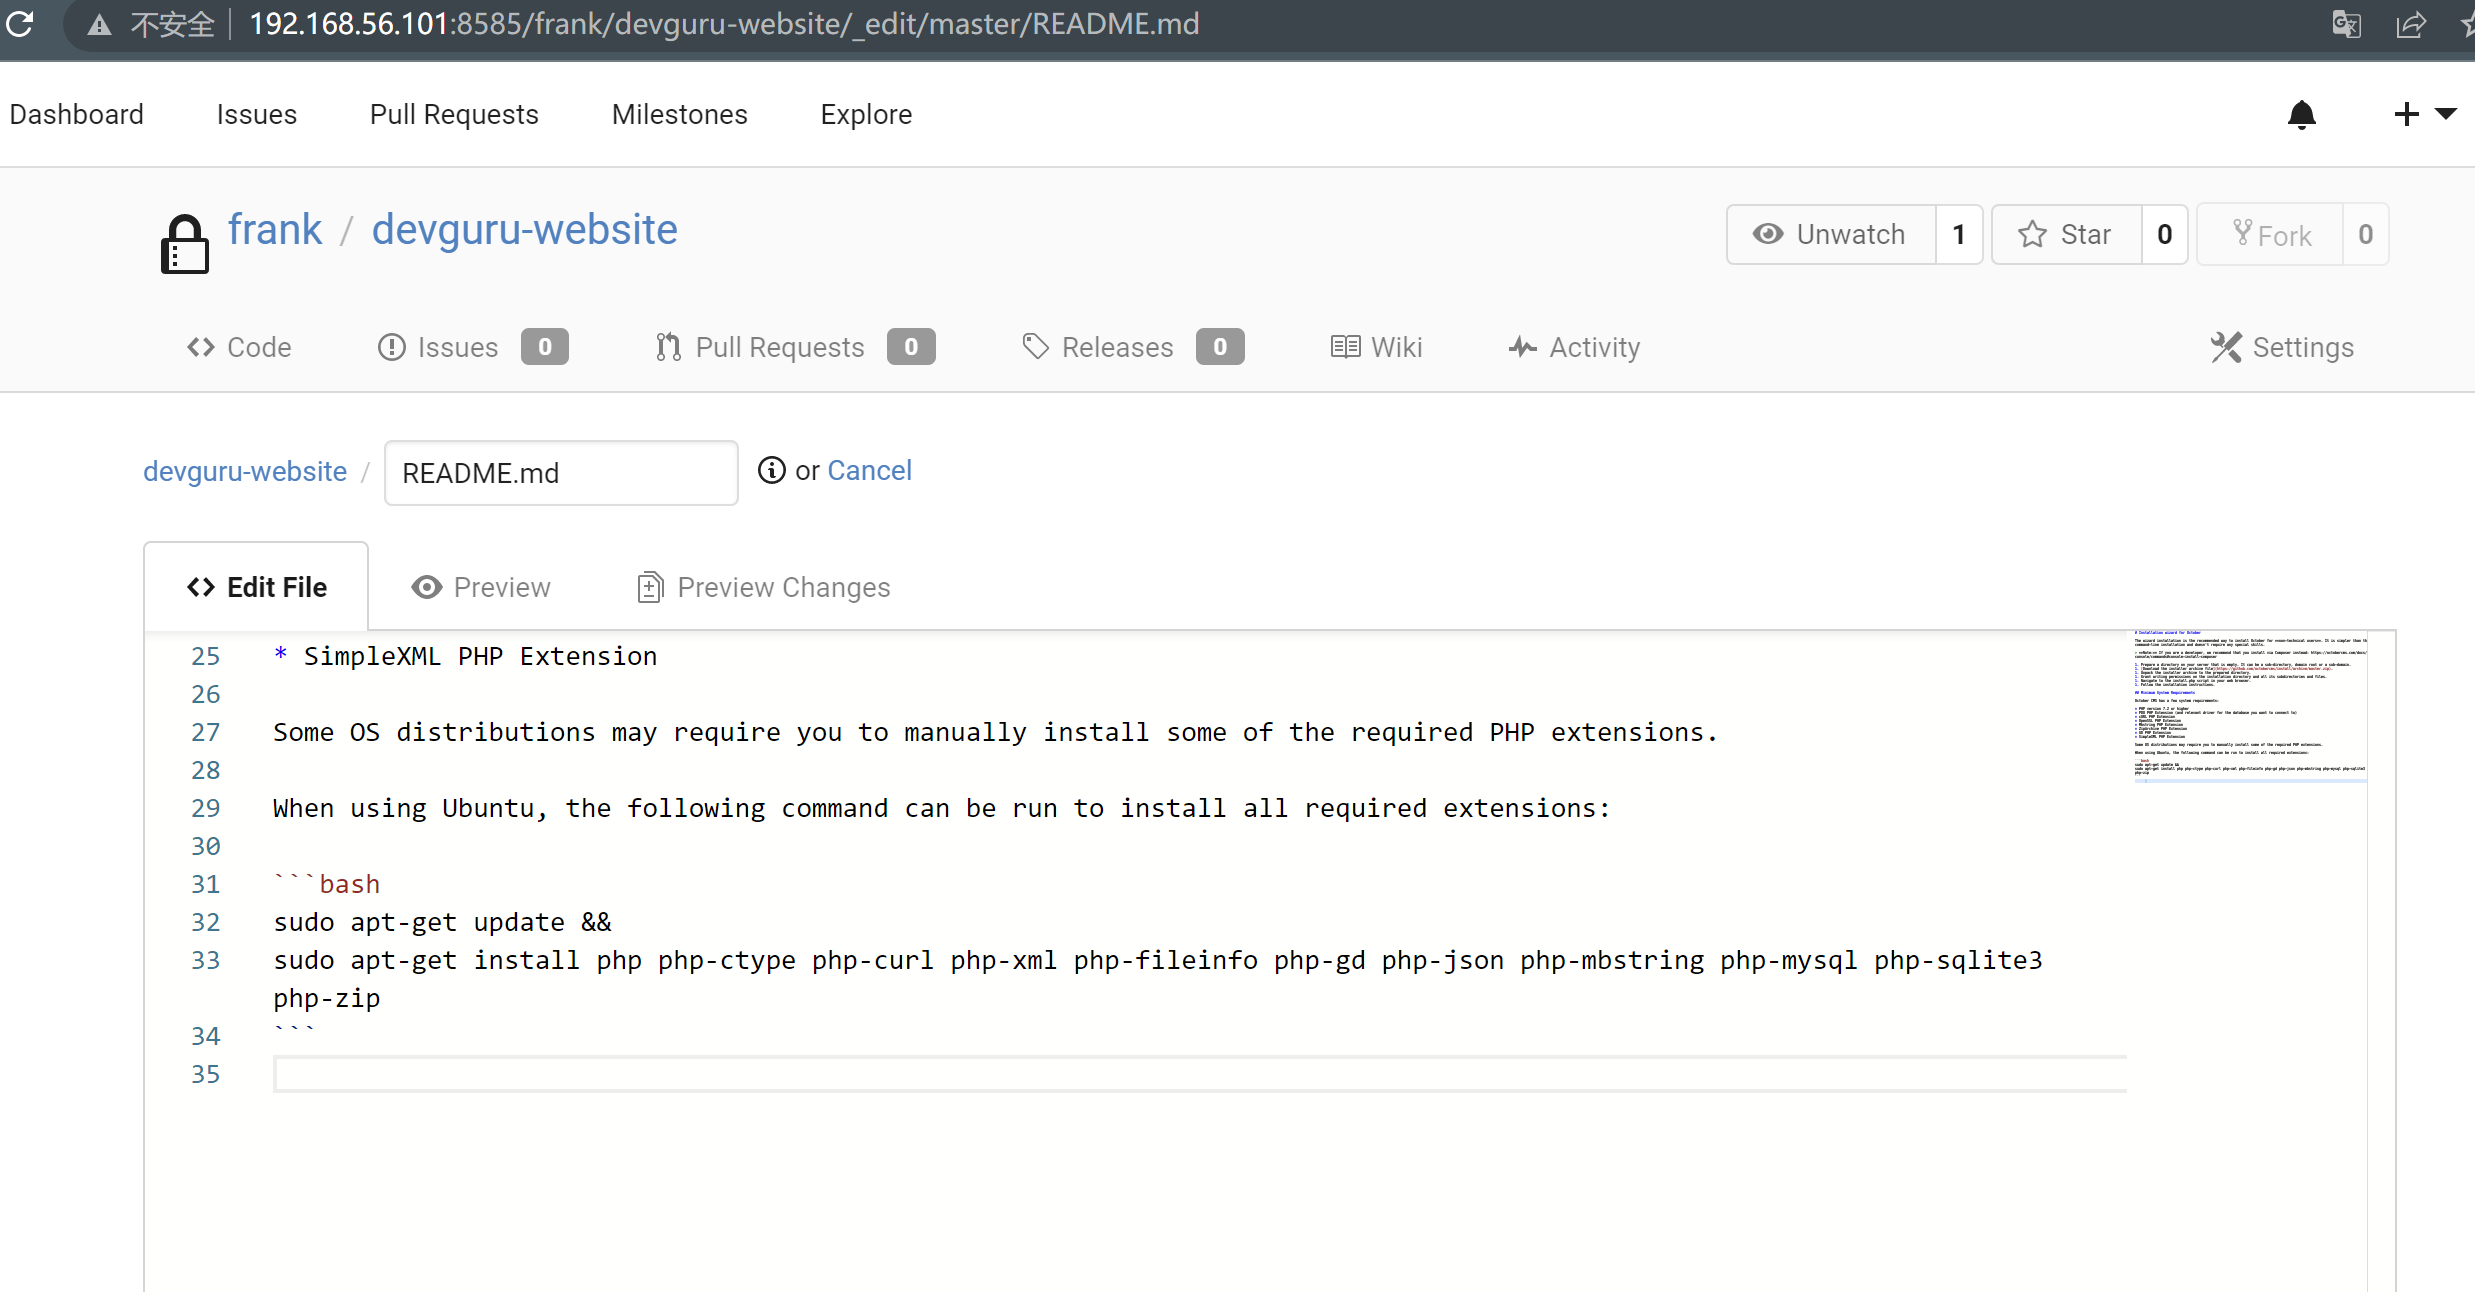 不安全 192.168.56.101:8585/frank/devguru-website/_edit/master/README.md
Dashboard Issues Pull Requests Milestones Explore
frank / devguru-website Unwatch 1 Star 0 Fork 0
Code Issues 0 Pull Requests 0 Releases 0 Wiki Activity Settings
devguru-website / README.md or Cancel
Edit File Preview Preview Changes
25 * SimpleXML PHP Extension
26
27 Some OS distributions may require you to manually install some of the required PHP extensions.
28
29 When using Ubuntu, the following command can be run to install all required extensions:
30
31 ```bash
32 sudo apt-get update &&
33 sudo apt-get install php php-ctype php-curl php-xml php-fileinfo php-gd php-json php-mbstring php-mysql php-sqlite3
php-zip
34 ```
35